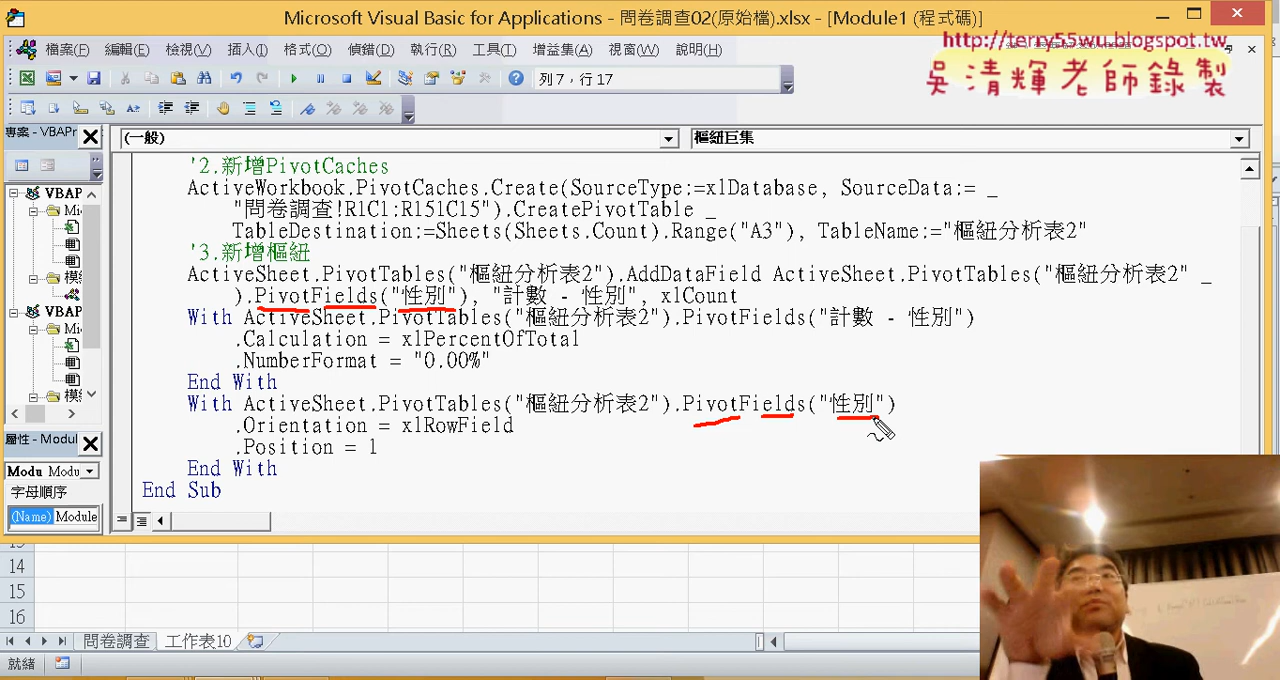 Microsoft Visual Basic for Applications - 問卷調查02(原始檔).xlsx - [Module1 (程式碼)]
http://terry55wu.blogspot.tw
吳清輝老師錄製
檔案(F) 編輯(E) 檢視(V) 插入(I) 格式(O) 偵錯(D) 執行(R) 工具(T) 增益集(A) 視窗(W) 說明(H)
列 7，行 17
專案 - VBAPr
(一般) 樞紐巨集
VBAP
Mi
模
VBAP
Mi
模
屬性 - Modul
Modu Modu
字母順序
(Name) Module
'2.新增PivotCaches
ActiveWorkbook.PivotCaches.Create(SourceType:=xlDatabase, SourceData:= _
"問卷調查!R1C1:R151C15").CreatePivotTable _
TableDestination:=Sheets(Sheets.Count).Range("A3"), TableName:="樞紐分析表2"
'3.新增樞紐
ActiveSheet.PivotTables("樞紐分析表2").AddDataField ActiveSheet.PivotTables("樞紐分析表2" _
).PivotFields("性別"), "計數 - 性別", xlCount
With ActiveSheet.PivotTables("樞紐分析表2").PivotFields("計數 - 性別")
.Calculation = xlPercentOfTotal
.NumberFormat = "0.00%"
End With
With ActiveSheet.PivotTables("樞紐分析表2").PivotFields("性別")
.Orientation = xlRowField
.Position = 1
End With
End Sub
14
15
16
問卷調查 工作表10
就緒